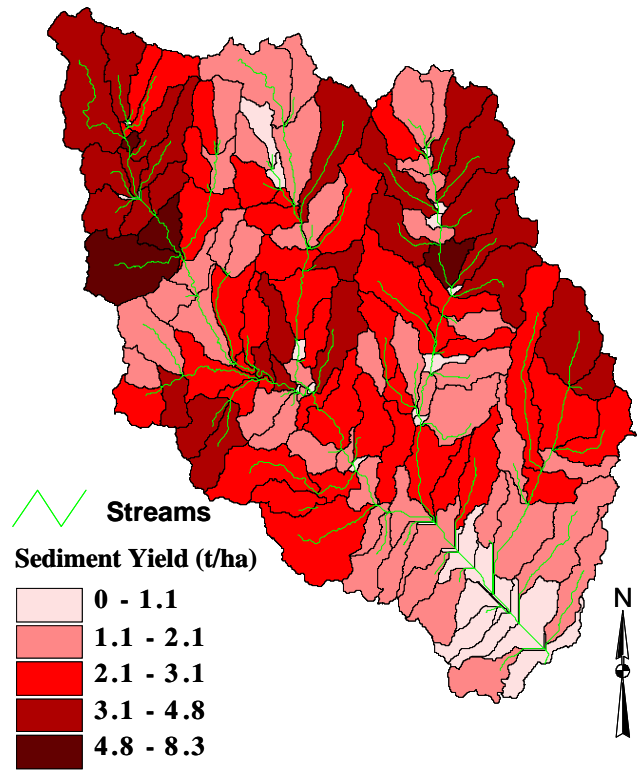 Streams
Sediment Yield (t/ha)
0 - 1.1
1.1 - 2.1
2.1 - 3.1
3.1 - 4.8
4.8 - 8.3
N